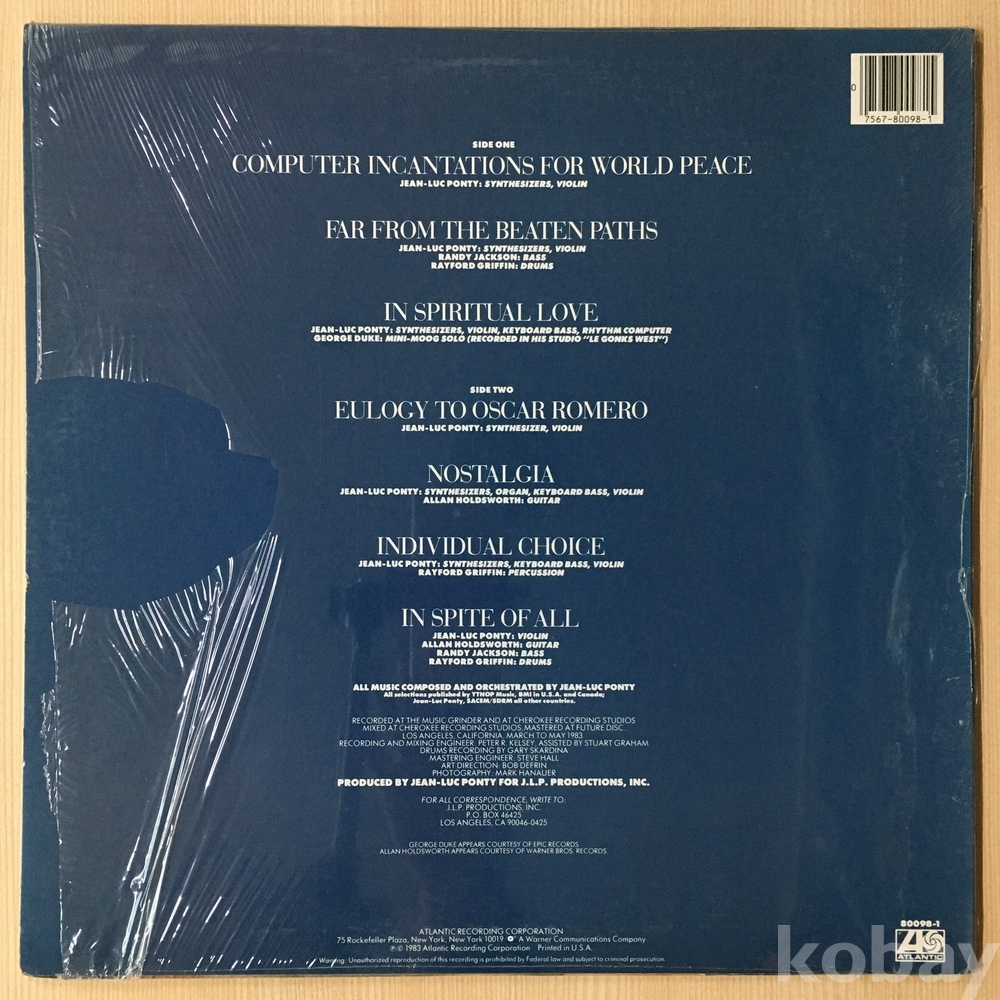 0
7567-80098-1
SIDE ONE
COMPUTER INCANTATIONS FOR WORLD PEACE
JEAN-LUC PONTY: SYNTHESIZERS, VIOLIN
FAR FROM THE BEATEN PATHS
JEAN-LUC PONTY: SYNTHESIZERS, VIOLIN
RANDY JACKSON: BASS
RAYFORD GRIFFIN: DRUMS
IN SPIRITUAL LOVE
JEAN-LUC PONTY: SYNTHESIZERS, VIOLIN, KEYBOARD BASS, RHYTHM COMPUTER
GEORGE DUKE: MINI-MOOG SOLO (RECORDED IN HIS STUDIO "LE GONKS WEST")
SIDE TWO
EULOGY TO OSCAR ROMERO
JEAN-LUC PONTY: SYNTHESIZER, VIOLIN
NOSTALGIA
JEAN-LUC PONTY: SYNTHESIZERS, ORGAN, KEYBOARD BASS, VIOLIN
ALLAN HOLDSWORTH: GUITAR
INDIVIDUAL CHOICE
JEAN-LUC PONTY: SYNTHESIZERS, KEYBOARD BASS, VIOLIN
RAYFORD GRIFFIN: PERCUSSION
IN SPITE OF ALL
JEAN-LUC PONTY: VIOLIN
ALLAN HOLDSWORTH: GUITAR
RANDY JACKSON: BASS
RAYFORD GRIFFIN: DRUMS
ALL MUSIC COMPOSED AND ORCHESTRATED BY JEAN-LUC PONTY
All selections published by YTNOP Music, BMI in U.S.A. and Canada;
Jean-Luc Ponty, SACEM/SDRM all other countries.
RECORDED AT THE MUSIC GRINDER AND AT CHEROKEE RECORDING STUDIOS
MIXED AT CHEROKEE RECORDING STUDIOS, MASTERED AT FUTURE DISC,
LOS ANGELES, CALIFORNIA, MARCH TO MAY 1983
RECORDING AND MIXING ENGINEER: PETER R. KELSEY, ASSISTED BY STUART GRAHAM
DRUMS RECORDING BY GARY SKARDINA
MASTERING ENGINEER: STEVE HALL
ART DIRECTION: BOB DEFRIN
PHOTOGRAPHY: MARK HANAUER
PRODUCED BY JEAN-LUC PONTY FOR J.L.P. PRODUCTIONS, INC.
FOR ALL CORRESPONDENCE, WRITE TO:
J.L.P. PRODUCTIONS, INC.
P.O. BOX 46425
LOS ANGELES, CA 90046-0425
GEORGE DUKE APPEARS COURTESY OF EPIC RECORDS
ALLAN HOLDSWORTH APPEARS COURTESY OF WARNER BROS. RECORDS
ATLANTIC RECORDING CORPORATION
75 Rockefeller Plaza, New York, New York 10019 A Warner Communications Company
℗ © 1983 Atlantic Recording Corporation Printed in U.S.A.
Warning: Unauthorized reproduction of this recording is prohibited by Federal law and subject to criminal prosecution.
80098-1
ATLANTIC
kobay